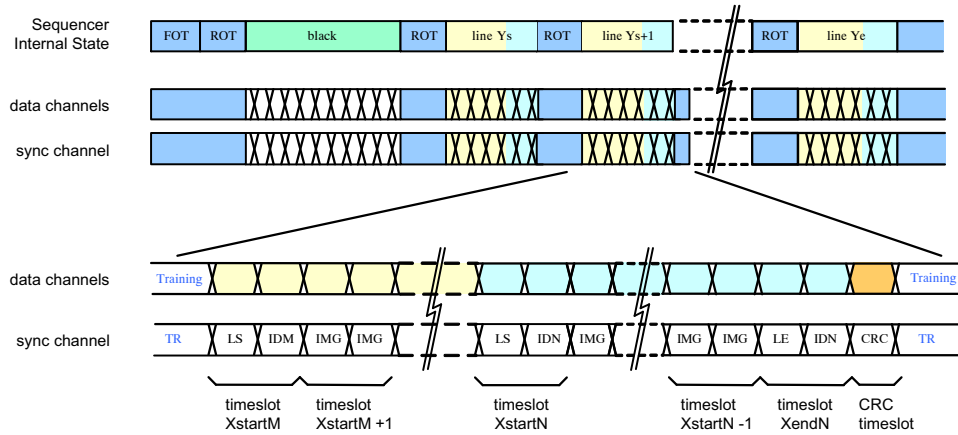 Sequencer
Internal State
FOT ROT black ROT line Ys ROT line Ys+1 ROT line Ye
data channels
sync channel
data channels
Training Training
sync channel
TR LS IDM IMG IMG LS IDN IMG IMG IMG LE IDN CRC TR
timeslot timeslot timeslot timeslot timeslot CRC
XstartM XstartM +1 XstartN XstartN -1 XendN timeslot